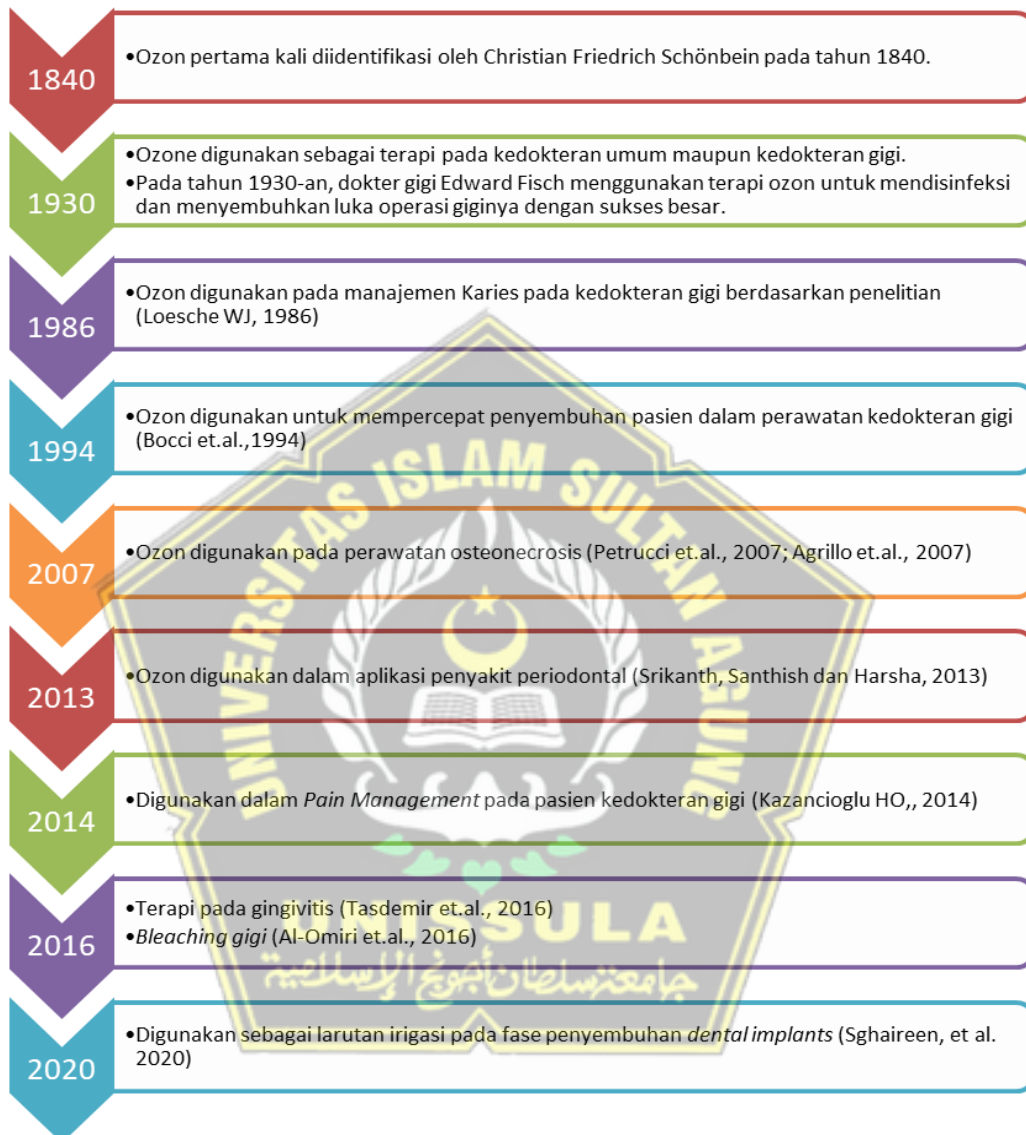 1840
•Ozon pertama kali diidentifikasi oleh Christian Friedrich Schönbein pada tahun 1840.
1930
•Ozone digunakan sebagai terapi pada kedokteran umum maupun kedokteran gigi.
•Pada tahun 1930-an, dokter gigi Edward Fisch menggunakan terapi ozon untuk mendisinfeksi
dan menyembuhkan luka operasi giginya dengan sukses besar.
1986
•Ozon digunakan pada manajemen Karies pada kedokteran gigi berdasarkan penelitian
(Loesche WJ, 1986)
1994
•Ozon digunakan untuk mempercepat penyembuhan pasien dalam perawatan kedokteran gigi
(Bocci et.al.,1994)
2007
•Ozon digunakan pada perawatan osteonecrosis (Petrucci et.al., 2007; Agrillo et.al., 2007)
2013
•Ozon digunakan dalam aplikasi penyakit periodontal (Srikanth, Santhish dan Harsha, 2013)
2014
•Digunakan dalam Pain Management pada pasien kedokteran gigi (Kazancioglu HO,, 2014)
2016
•Terapi pada gingivitis (Tasdemir et.al., 2016)
•Bleaching gigi (Al-Omiri et.al., 2016)
2020
•Digunakan sebagai larutan irigasi pada fase penyembuhan dental implants (Sghaireen, et al.
2020)
UNIVERSITAS ISLAM SULTAN AGUNG
UNISSULA
جامعتسلطان أجونج الإسلامية